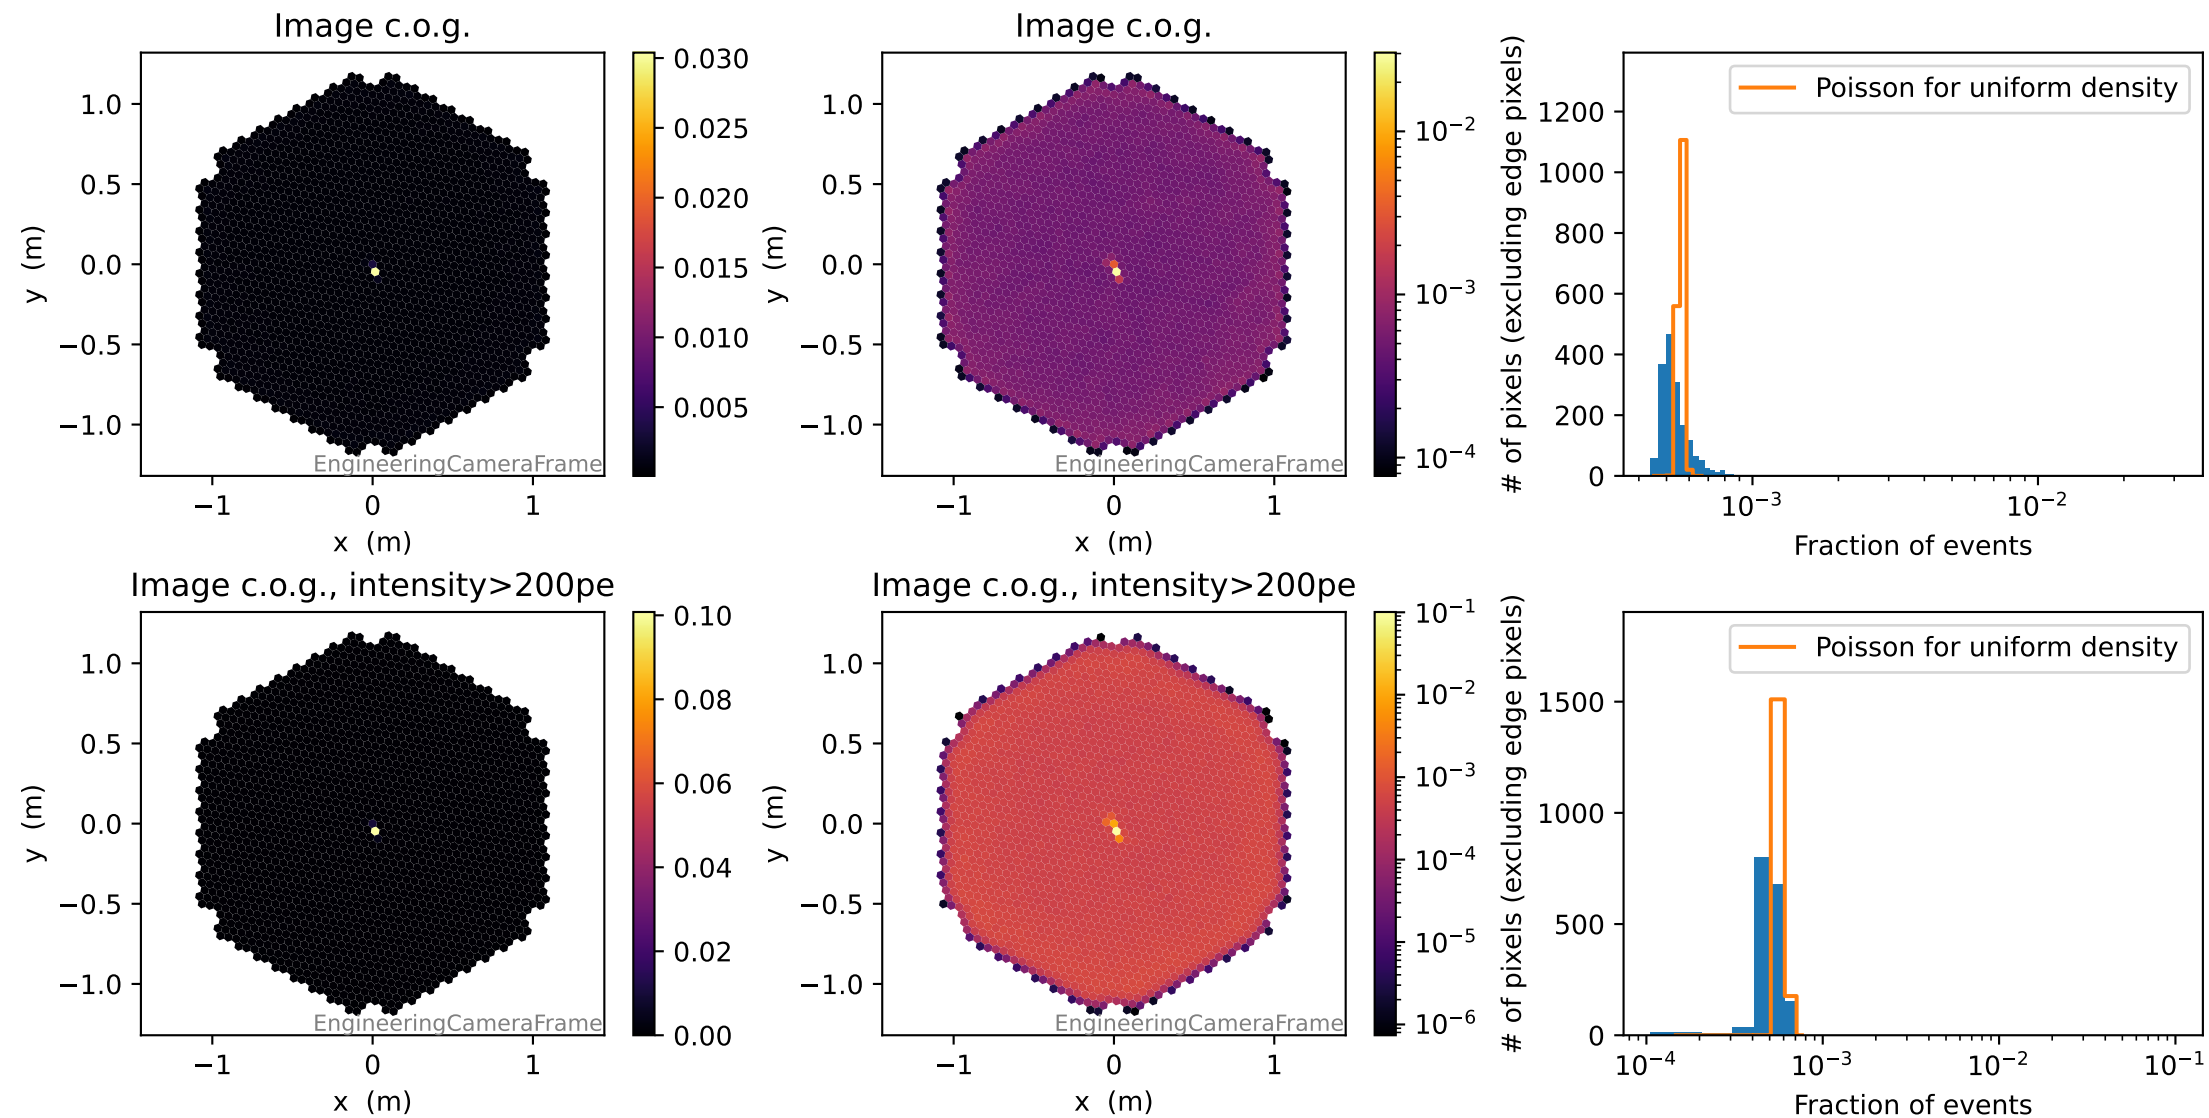 Image c.o.g.
0.030
0.025
0.020
0.015
0.010
0.005
1.0
0.5
0.0
−0.5
−1.0
y (m)
EngineeringCameraFrame
−1 0 1
x (m)
Image c.o.g.
10⁻²
10⁻³
10⁻⁴
1.0
0.5
0.0
−0.5
−1.0
y (m)
EngineeringCameraFrame
−1 0 1
x (m)
Poisson for uniform density
# of pixels (excluding edge pixels)
1200
1000
800
600
400
200
0
10⁻³ 10⁻²
Fraction of events
Image c.o.g., intensity>200pe
0.10
0.08
0.06
0.04
0.02
0.00
1.0
0.5
0.0
−0.5
−1.0
y (m)
EngineeringCameraFrame
−1 0 1
x (m)
Image c.o.g., intensity>200pe
10⁻¹
10⁻²
10⁻³
10⁻⁴
10⁻⁵
10⁻⁶
1.0
0.5
0.0
−0.5
−1.0
y (m)
EngineeringCameraFrame
−1 0 1
x (m)
Poisson for uniform density
# of pixels (excluding edge pixels)
1500
1000
500
0
10⁻⁴ 10⁻³ 10⁻² 10⁻¹
Fraction of events